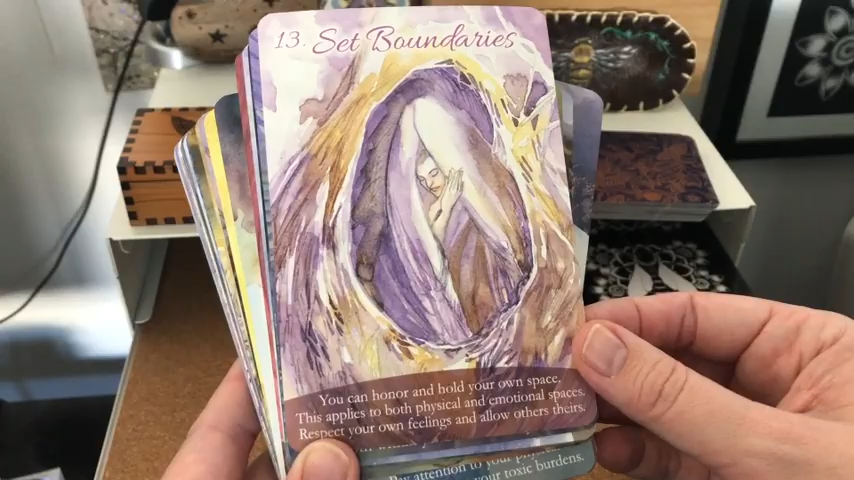 13. Set Boundaries
You can honor and hold your own space.
This applies to both physical and emotional spaces.
Respect your own feelings and allow others theirs.
Pay attention to your
your toxic burdens.